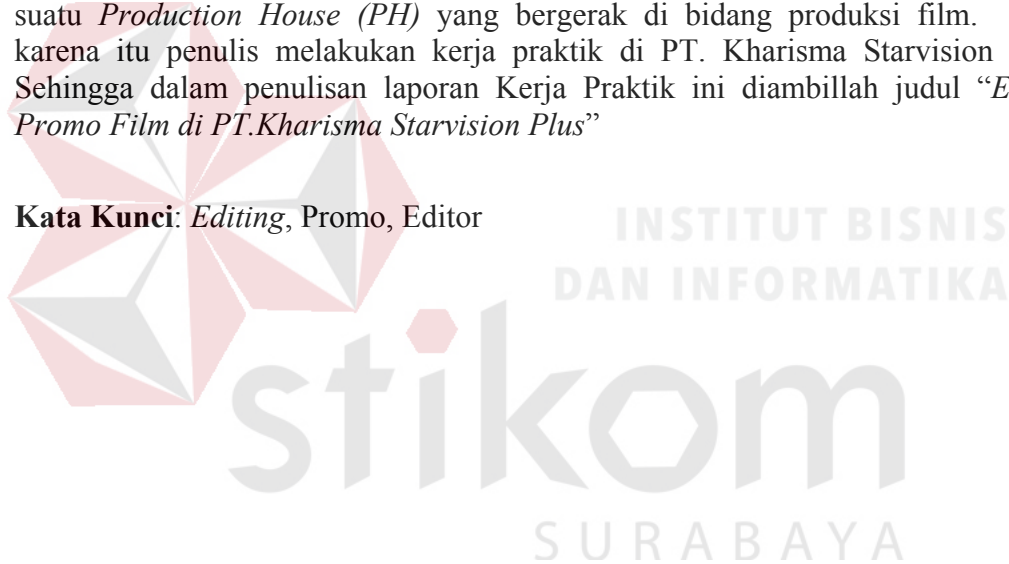 suatu Production House (PH) yang bergerak di bidang produksi film.
karena itu penulis melakukan kerja praktik di PT. Kharisma Starvision
Sehingga dalam penulisan laporan Kerja Praktik ini diambillah judul “E
Promo Film di PT.Kharisma Starvision Plus”
Kata Kunci: Editing, Promo, Editor
INSTITUT BISNIS
DAN INFORMATIKA
stikom
SURABAYA